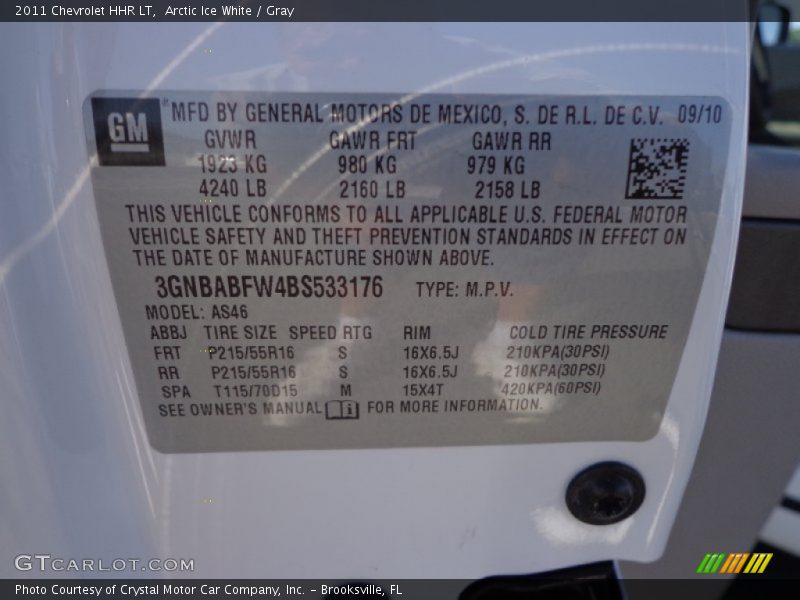 2011 Chevrolet HHR LT, Arctic Ice White / Gray
GM
MFD BY GENERAL MOTORS DE MEXICO, S. DE R.L. DE C.V. 09/10
GVWR GAWR FRT GAWR RR
1923 KG 980 KG 979 KG
4240 LB 2160 LB 2158 LB
THIS VEHICLE CONFORMS TO ALL APPLICABLE U.S. FEDERAL MOTOR
VEHICLE SAFETY AND THEFT PREVENTION STANDARDS IN EFFECT ON
THE DATE OF MANUFACTURE SHOWN ABOVE.
3GNBABFW4BS533176 TYPE: M.P.V.
MODEL: AS46
ABBJ TIRE SIZE SPEED RTG RIM COLD TIRE PRESSURE
FRT P215/55R16 S 16X6.5J 210KPA(30PSI)
RR P215/55R16 S 16X6.5J 210KPA(30PSI)
SPA T115/70D15 M 15X4T 420KPA(60PSI)
SEE OWNER'S MANUAL FOR MORE INFORMATION.
GTCARLOT.COM
Photo Courtesy of Crystal Motor Car Company, Inc. – Brooksville, FL